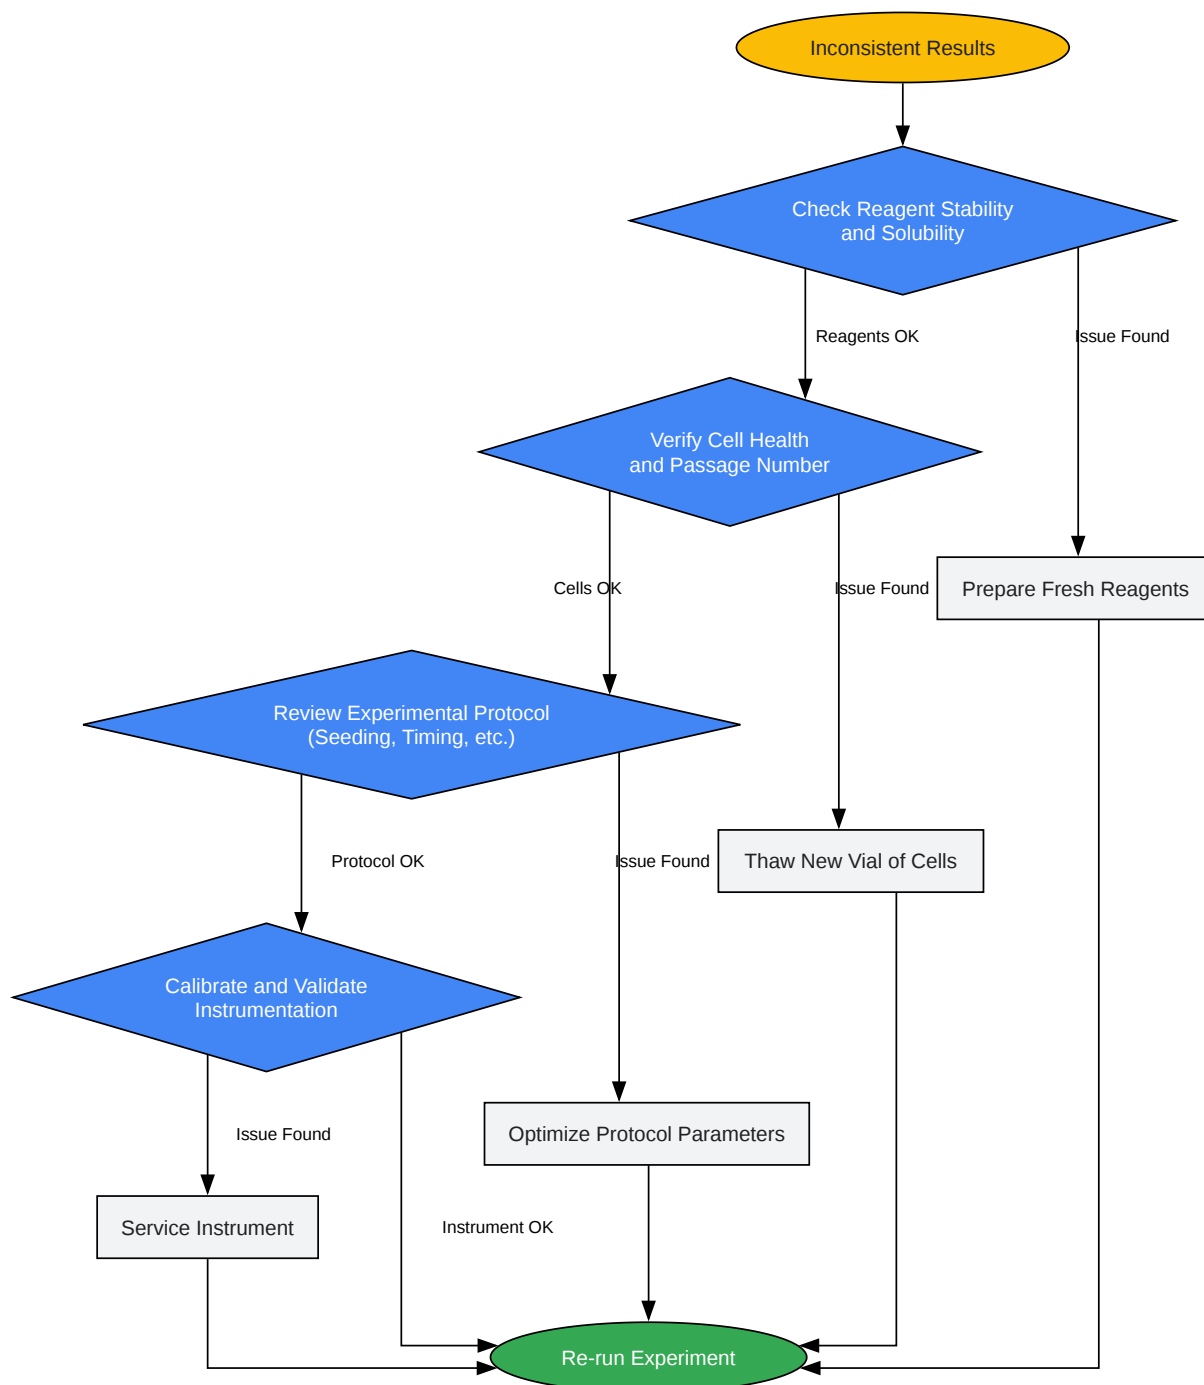 Inconsistent Results
Check Reagent Stability
and Solubility
Reagents OK
Issue Found
Verify Cell Health
and Passage Number
Cells OK
Issue Found
Prepare Fresh Reagents
Review Experimental Protocol
(Seeding, Timing, etc.)
Protocol OK
Issue Found
Thaw New Vial of Cells
Calibrate and Validate
Instrumentation
Issue Found
Optimize Protocol Parameters
Service Instrument
Instrument OK
Re-run Experiment